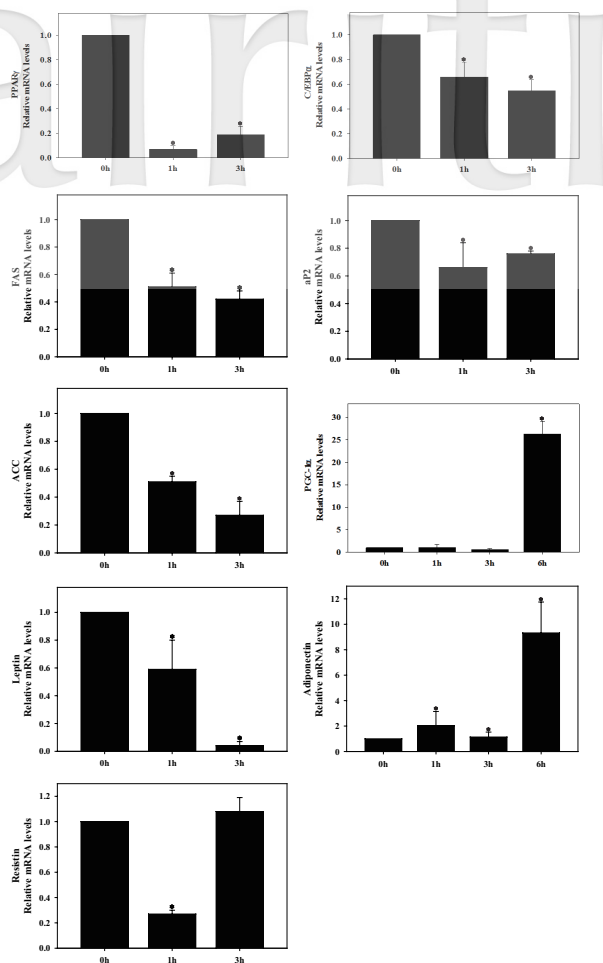 PPARγ
Relative mRNA levels
1.0
0.8
0.6
0.4
0.2
0.0
0h 1h 3h
C/EBPα
Relative mRNA levels
1.0
0.8
0.6
0.4
0.2
0.0
0h 1h 3h
FAS
Relative mRNA levels
1.0
0.8
0.6
0.4
0.2
0.0
0h 1h 3h
aP2
Relative mRNA levels
1.0
0.8
0.6
0.4
0.2
0.0
0h 1h 3h
ACC
Relative mRNA levels
1.0
0.8
0.6
0.4
0.2
0.0
0h 1h 3h
PGC-1α
Relative mRNA levels
30
25
20
15
10
5
0
0h 1h 3h 6h
Leptin
Relative mRNA levels
1.0
0.8
0.6
0.4
0.2
0.0
0h 1h 3h
Adiponectin
Relative mRNA levels
12
10
8
6
4
2
0
0h 1h 3h 6h
Resistin
Relative mRNA levels
1.2
1.0
0.8
0.6
0.4
0.2
0.0
0h 1h 3h